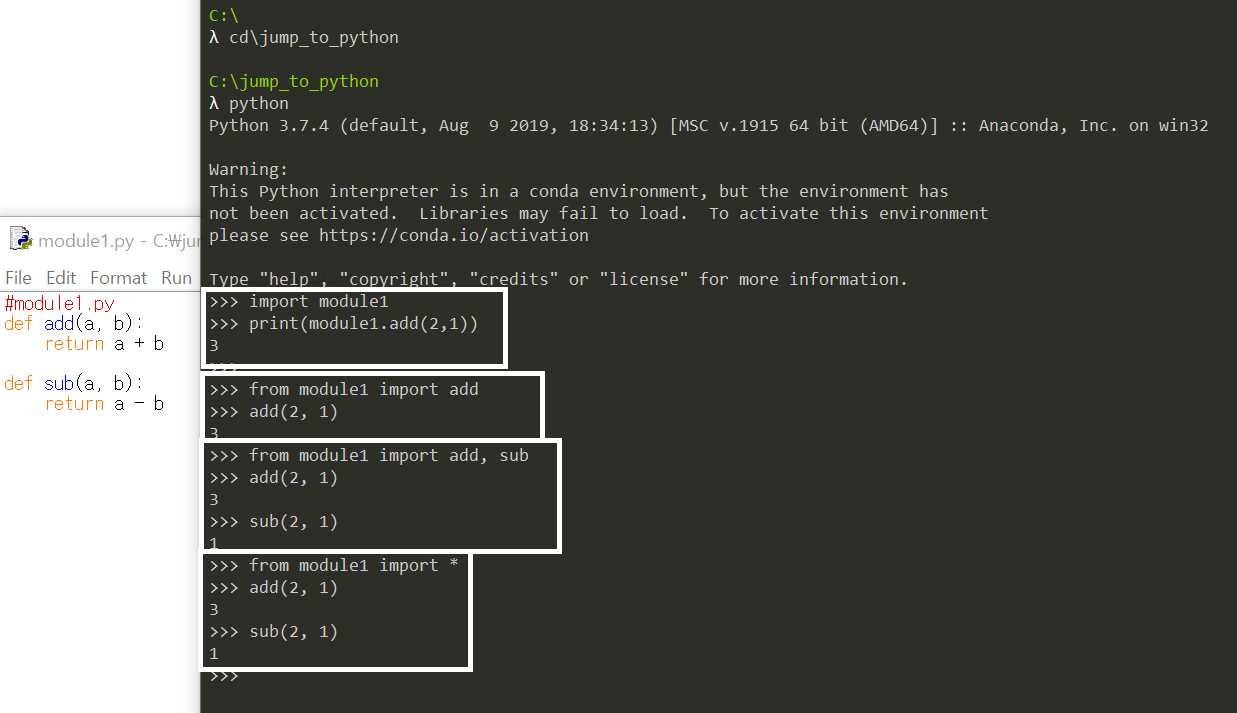 C:\
λ cd\jump_to_python
C:\jump_to_python
λ python
Python 3.7.4 (default, Aug  9 2019, 18:34:13) [MSC v.1915 64 bit (AMD64)] :: Anaconda, Inc. on win32
Warning:
This Python interpreter is in a conda environment, but the environment has
not been activated.  Libraries may fail to load.  To activate this environment
please see https://conda.io/activation
Type "help", "copyright", "credits" or "license" for more information.
>>> import module1
>>> print(module1.add(2,1))
3
>>>
>>> from module1 import add
>>> add(2, 1)
3
>>> from module1 import add, sub
>>> add(2, 1)
3
>>> sub(2, 1)
1
>>> from module1 import *
>>> add(2, 1)
3
>>> sub(2, 1)
1
>>>
module1.py - C:₩jur
File Edit Format Run
#module1.py
def add(a, b):
    return a + b
def sub(a, b):
    return a - b